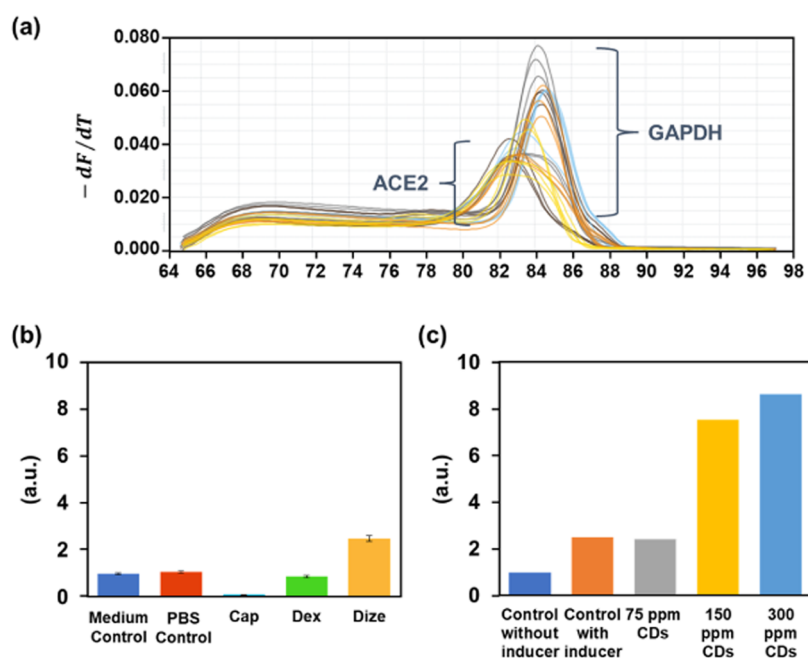 (a)
0.080
0.060
0.040
0.020
0.000
− dF/dT
ACE2
GAPDH
64 66 68 70 72 74 76 78 80 82 84 86 88 90 92 94 96 98
(b)
10
8
6
4
2
0
(a.u.)
Medium PBS Cap Dex Dize
Control Control
(c)
10
8
6
4
2
0
(a.u.)
Control Control 75 ppm 150 300
without with CDs ppm ppm
inducer inducer CDs CDs